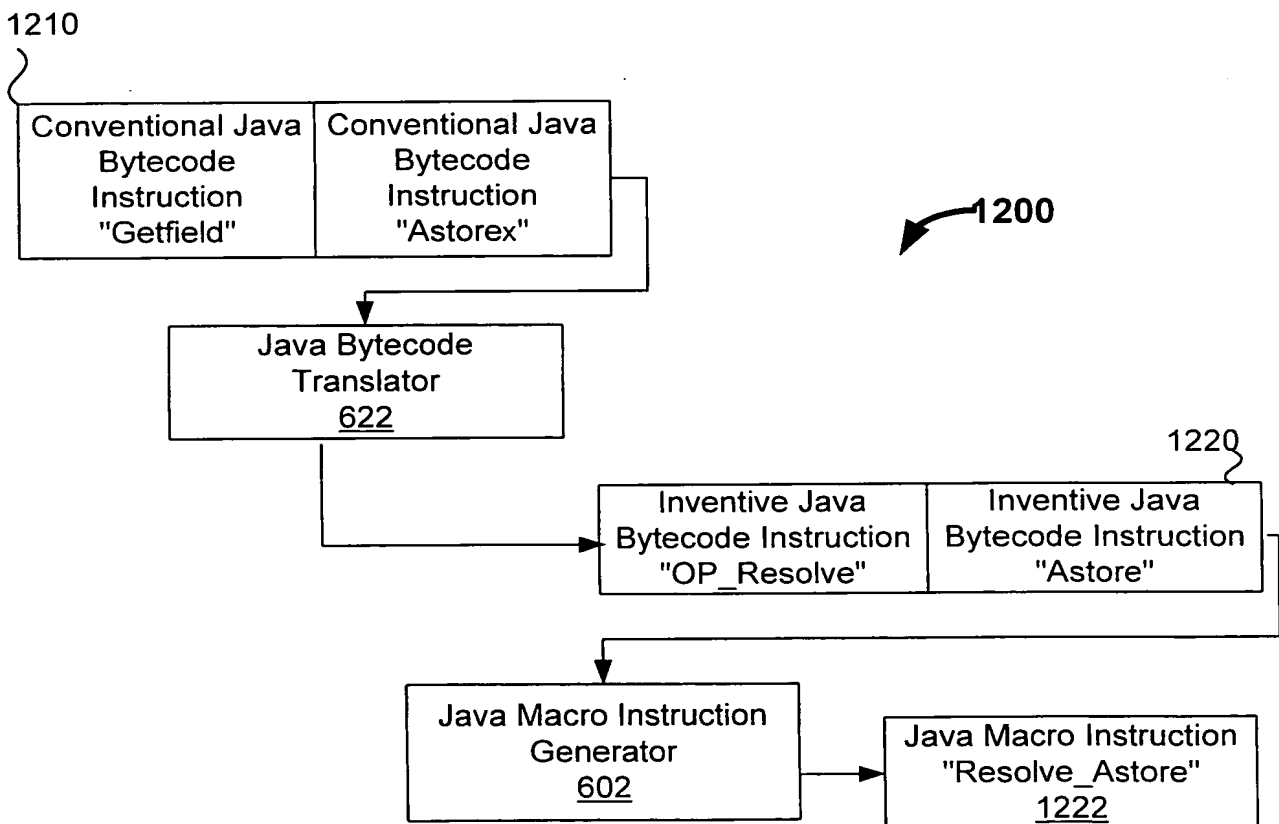 1210
Conventional Java
Bytecode
Instruction
"Getfield"
Conventional Java
Bytecode
Instruction
"Astorex"
1200
Java Bytecode
Translator
622
1220
Inventive Java
Bytecode Instruction
"OP_Resolve"
Inventive Java
Bytecode Instruction
"Astore"
Java Macro Instruction
Generator
602
Java Macro Instruction
"Resolve_Astore"
1222